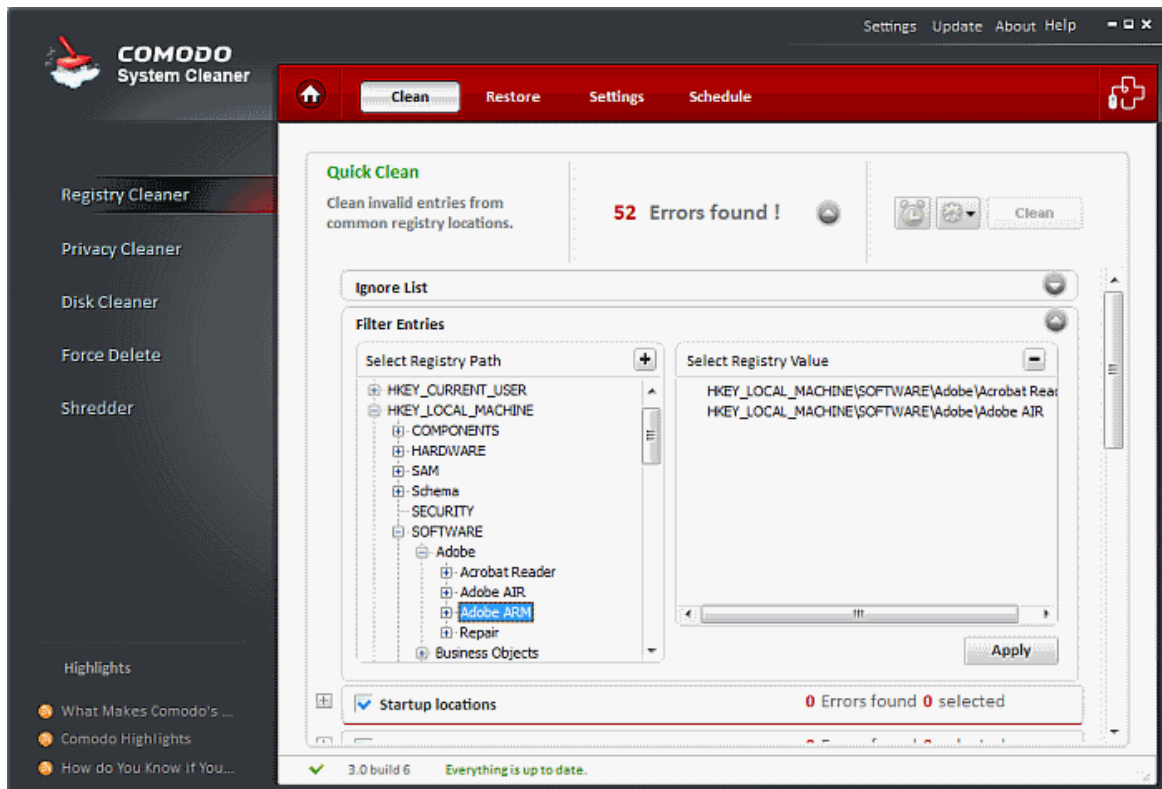 Settings Update About Help
COMODO
System Cleaner
Clean Restore Settings Schedule
Registry Cleaner
Privacy Cleaner
Disk Cleaner
Force Delete
Shredder
Quick Clean
Clean invalid entries from
common registry locations.
52 Errors found !
Clean
Ignore List
Filter Entries
Select Registry Path
HKEY_CURRENT_USER
HKEY_LOCAL_MACHINE
COMPONENTS
HARDWARE
SAM
Schema
SECURITY
SOFTWARE
Adobe
Acrobat Reader
Adobe AIR
Adobe ARM
Repair
Business Objects
Select Registry Value
HKEY_LOCAL_MACHINE\SOFTWARE\Adobe\Acrobat Rea
HKEY_LOCAL_MACHINE\SOFTWARE\Adobe\Adobe AIR
Apply
Startup locations 0 Errors found 0 selected
Highlights
What Makes Comodo's ...
Comodo Highlights
How do You Know if You...
3.0 build 6 Everything is up to date.